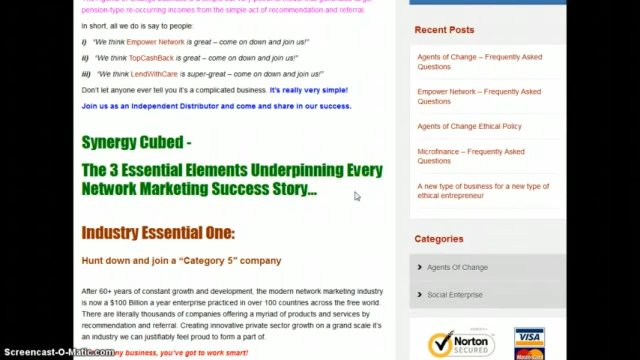 pension-type re-occurring incomes from the simple act of recommendation and referral.
In short, all we do is say to people:
i) "We think Empower Network is great – come on down and join us!"
ii) "We think TopCashBack is great – come on down and join us!"
iii) "We think LendWithCare is super-great – come on down and join us!"
Don't let anyone ever tell you it's a complicated business. It's really very simple!
Join us as an Independent Distributor and come and share in our success.
Synergy Cubed -
The 3 Essential Elements Underpinning Every
Network Marketing Success Story...
Industry Essential One:
Hunt down and join a "Category 5" company
After 60+ years of constant growth and development, the modern network marketing industry
is now a $100 Billion a year enterprise practiced in over 100 countries across the free world.
There are literally thousands of companies offering a myriad of products and services by
recommendation and referral. Creating innovative private sector growth on a grand scale it's
an industry we can justifiably feel proud to form a part of.
ny business, you've got to work smart!
Recent Posts
Agents of Change – Frequently Asked
Questions
Empower Network – Frequently Asked
Questions
Agents of Change Ethical Policy
Microfinance – Frequently Asked
Questions
A new type of business for a new type of
ethical entrepreneur
Categories
Agents Of Change
Social Enterprise
Norton
SECURED
VISA
MasterCard
Screencast-O-Matic.com